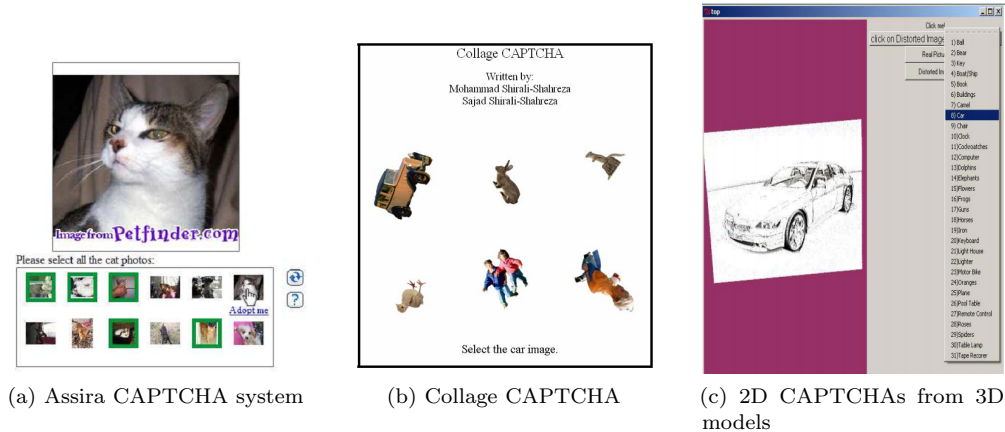 Image from Petfinder.com
Please select all the cat photos:
Adopt me
?
(a) Assira CAPTCHA system
Collage CAPTCHA
Written by:
Mohammad Shirali-Shahreza
Sajad Shirali-Shahreza
Select the car image.
(b) Collage CAPTCHA
top
Click me!
click on Distorted Image
Real Pictu
Distorted Im
1) Ball
2) Bear
3) Key
4) Boat/Ship
5) Book
6) Buildings
7) Camel
8) Car
9) Chair
10)Clock
11)Cockroatches
12)Computer
13)Dolphins
14)Elephants
15)Flowers
16)Frogs
17)Guns
18)Horses
19)Iron
20)Keyboard
21)Light House
22)Lighter
23)Motor Bike
24)Oranges
25)Plane
26)Pool Table
27)Remote Control
28)Roses
29)Spiders
30)Table Lamp
31)Tape Recorer
(c) 2D CAPTCHAs from 3D
models